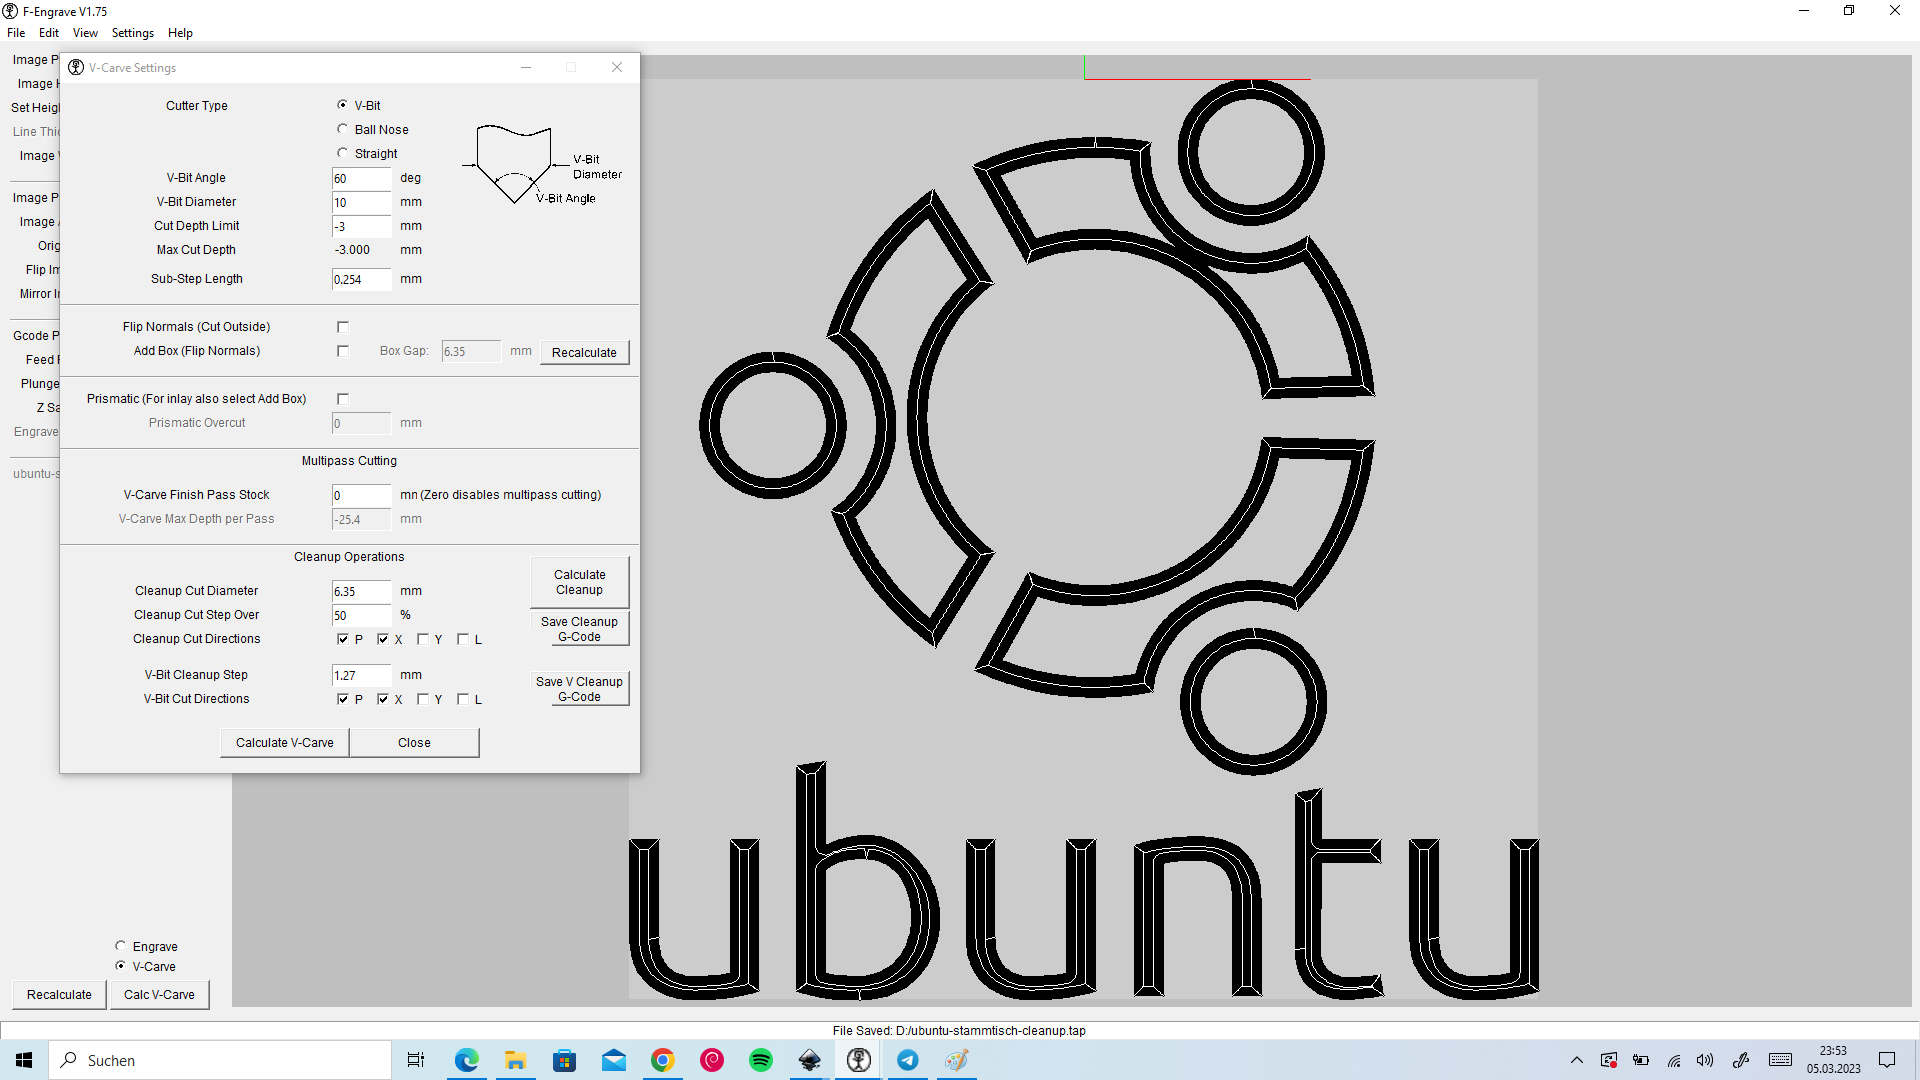 F-Engrave V1.75
File Edit View Settings Help
Image P
Image H
Set Heigh
Line Thic
Image W
Image P
Image A
Orig
Flip Im
Mirror In
Gcode P
Feed R
Plunge
Z Sa
Engrave
ubuntu-s
V-Carve Settings
Cutter Type
V-Bit
Ball Nose
Straight
V-Bit Diameter
V-Bit Angle
V-Bit Angle 60 deg
V-Bit Diameter 10 mm
Cut Depth Limit -3 mm
Max Cut Depth -3.000 mm
Sub-Step Length 0.254 mm
Flip Normals (Cut Outside)
Add Box (Flip Normals) Box Gap: 6.35 mm Recalculate
Prismatic (For inlay also select Add Box)
Prismatic Overcut 0 mm
Multipass Cutting
V-Carve Finish Pass Stock 0 mn (Zero disables multipass cutting)
V-Carve Max Depth per Pass -25.4 mm
Cleanup Operations
Calculate Cleanup
Cleanup Cut Diameter 6.35 mm
Cleanup Cut Step Over 50 %
Save Cleanup G-Code
Cleanup Cut Directions P X Y L
V-Bit Cleanup Step 1.27 mm
Save V Cleanup G-Code
V-Bit Cut Directions P X Y L
Calculate V-Carve Close
ubuntu
Engrave
V-Carve
Recalculate Calc V-Carve
File Saved: D:/ubuntu-stammtisch-cleanup.tap
Suchen
23:53
05.03.2023